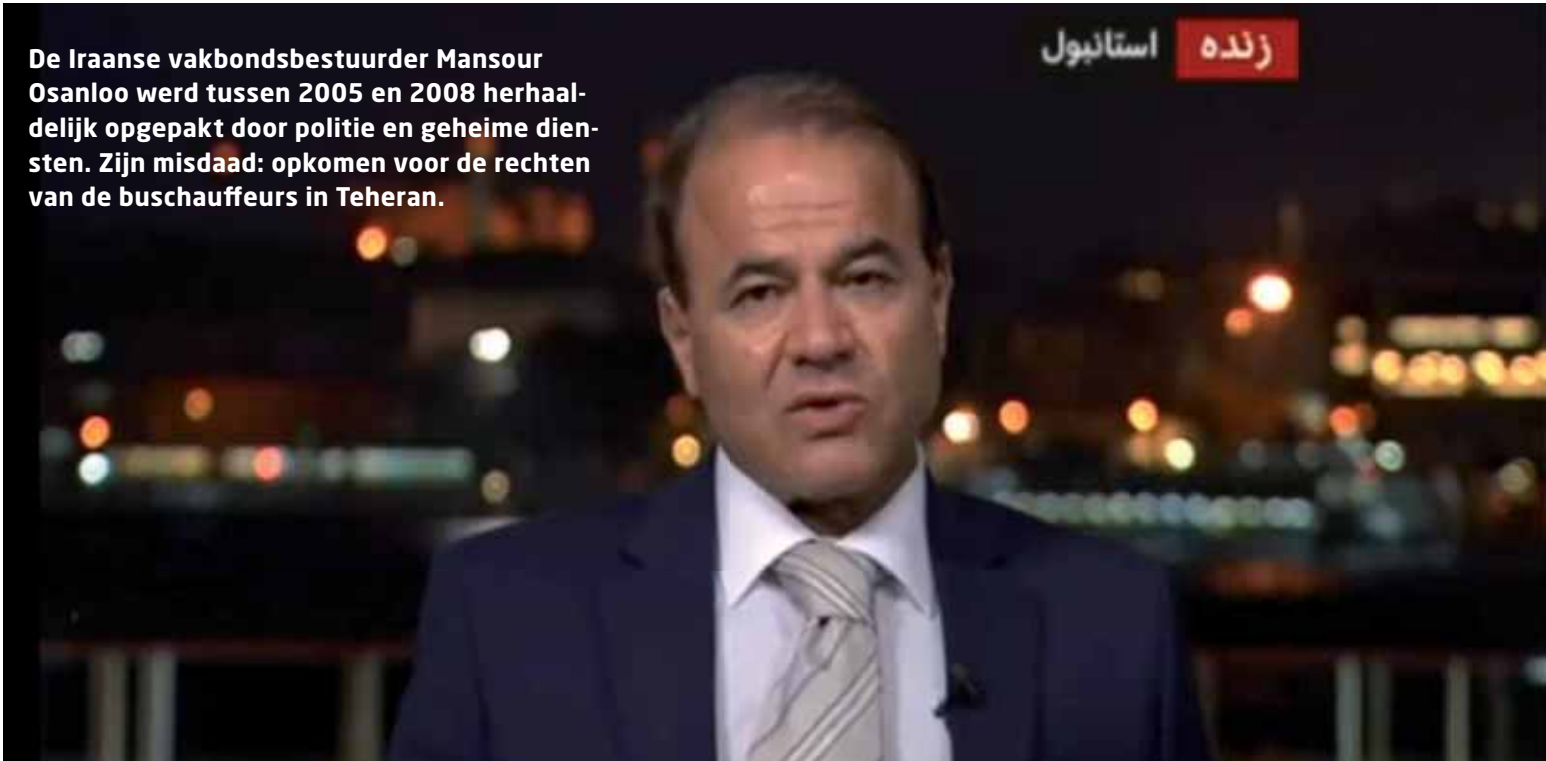 De Iraanse vakbondsbestuurder Mansour
Osanloo werd tussen 2005 en 2008 herhaal-
delijk opgepakt door politie en geheime dien-
sten. Zijn misdaad: opkomen voor de rechten
van de buschauffeurs in Teheran.
زنده استانبول